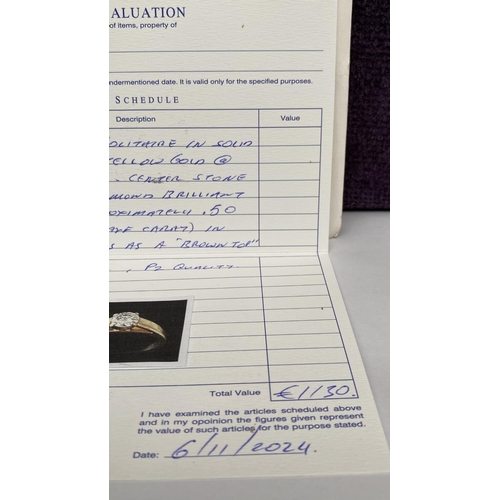 ALUATION
of items, property of
undermentioned date. It is valid only for the specified purposes.
SCHEDULE
Description Value
OLITAIRE IN SOLID
ELLOW GOLD @
. CENTER STONE
MOND BRILLIANT
OXIMATELY .50
CARAT) IN
S AS A "BROWN TOP"
, P2 QUALITY.
Total Value €1130.
I have examined the articles scheduled above
and in my opoinion the figures given represent
the value of such articles for the purpose stated.
Date: 6/11/2024.